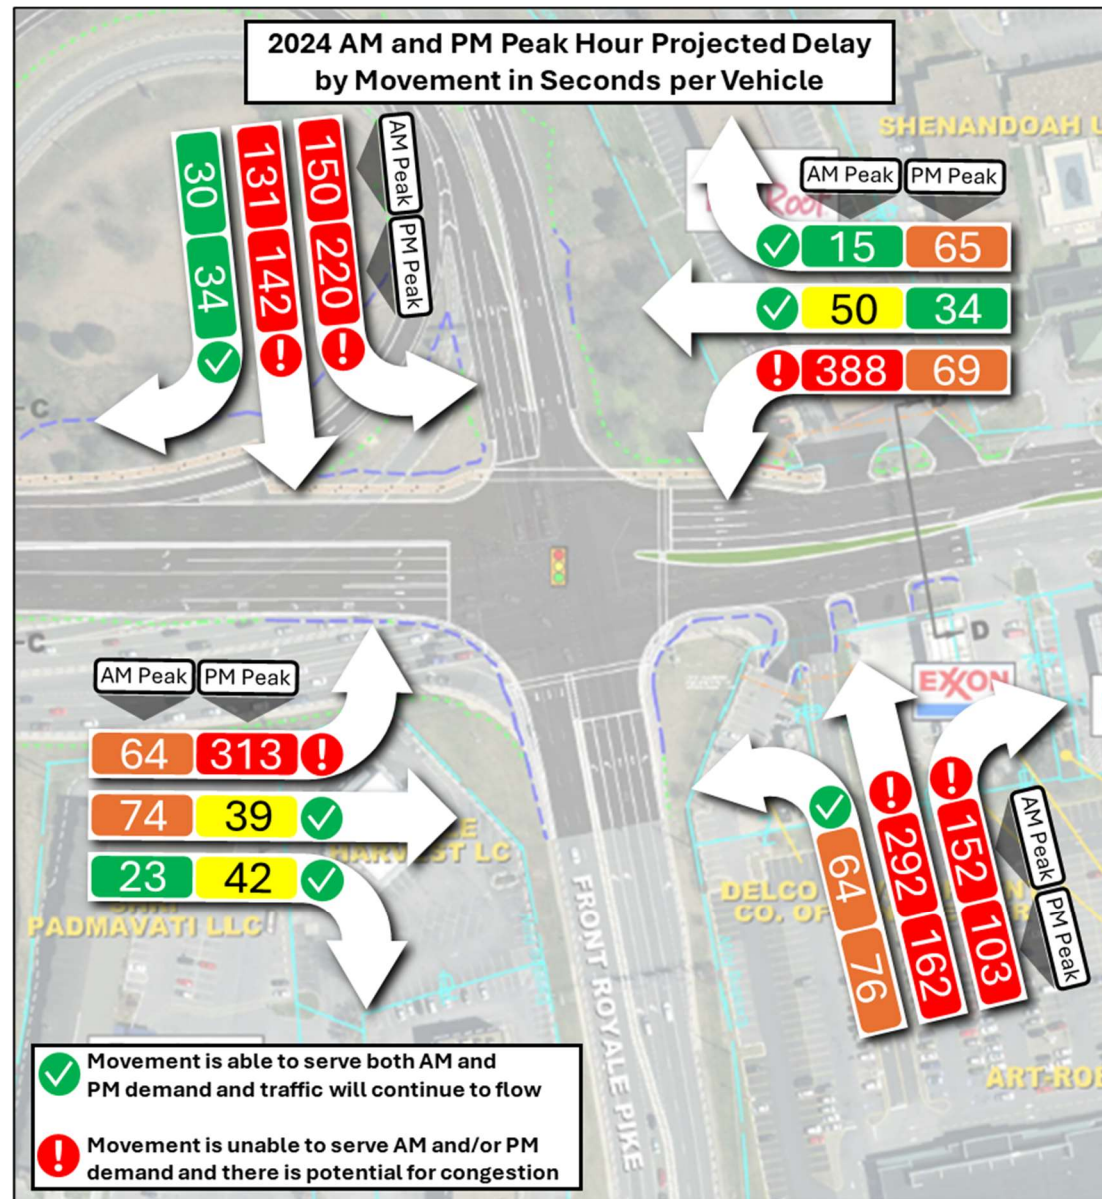 2024 AM and PM Peak Hour Projected Delay
by Movement in Seconds per Vehicle
30 34
131 142
150 220
AM Peak PM Peak
SHENANDOAH U
Roof
AM Peak PM Peak
15 65
50 34
388 69
C
D
C
D
EXXON
AM Peak PM Peak
64 313
74 39
23 42
HARVEST LC
PADMAVATI LLC
64 76
292 162
152 103
AM Peak PM Peak
DELCO
CO. OF
FRONT ROYALE PIKE
ART-ROB
Movement is able to serve both AM and
PM demand and traffic will continue to flow
Movement is unable to serve AM and/or PM
demand and there is potential for congestion